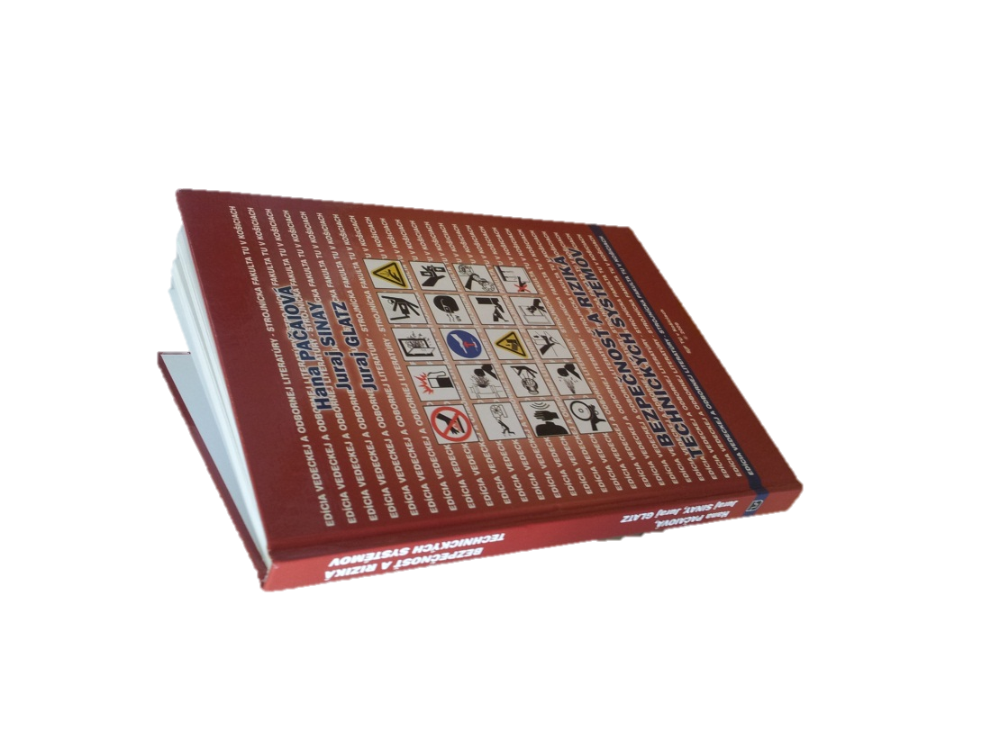 Hana PAČAIOVÁ
Juraj SINAY
Juraj GLATZ
BEZPEČNOSŤ A RIZIKÁ
TECHNICKÝCH SYSTÉMOV
EDÍCIA VEDECKEJ A ODBORNEJ LITERATÚRY - STROJNÍCKA FAKULTA TU V KOŠICIACH
BEZPEČNOSŤ A RIZIKÁ
TECHNICKÝCH SYSTÉMOV
Hana PAČAIOVÁ,
Juraj SINAY, Juraj GLATZ